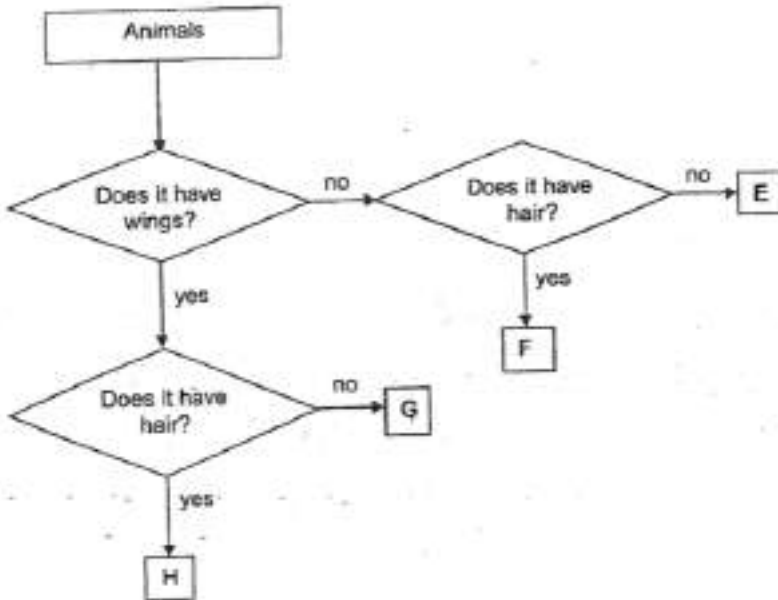 Animals
Does it have
wings?
no
Does it have
hair?
no
E
yes
yes
F
Does it have
hair?
no
G
yes
H